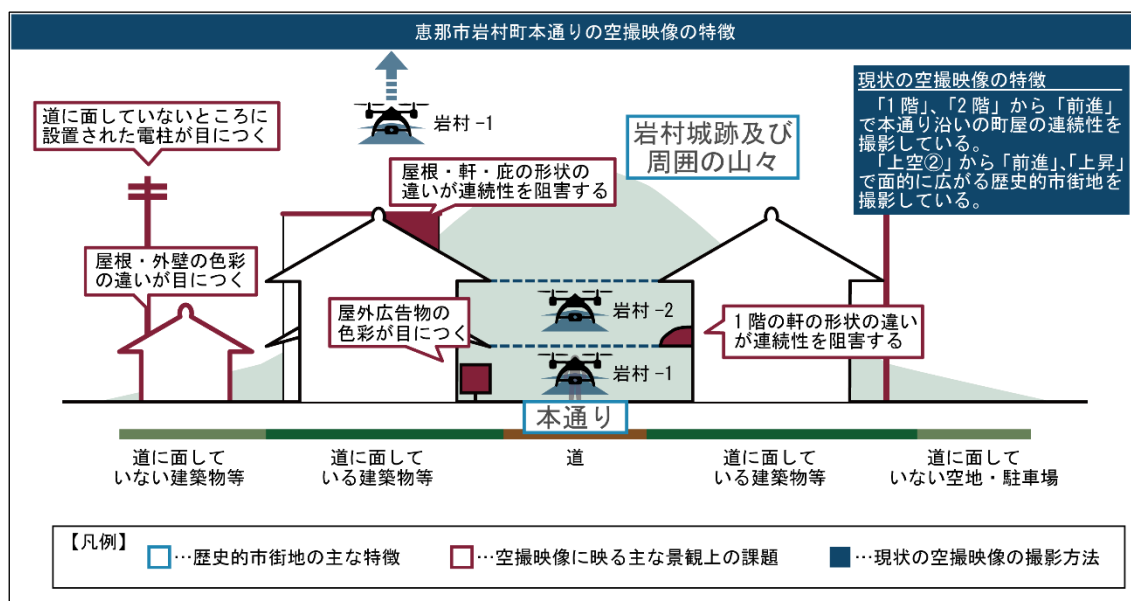 恵那市岩村町本通りの空撮映像の特徴
道に面していないところに
設置された電柱が目につく
岩村-1
岩村城跡及び
周囲の山々
現状の空撮映像の特徴
「1階」、「2階」から「前進」
で本通り沿いの町屋の連続性を
撮影している。
「上空②」から「前進」、「上昇」
で面的に広がる歴史的市街地を
撮影している。
屋根・軒・庇の形状の
違いが連続性を阻害する
屋根・外壁の色彩
の違いが目につく
屋外広告物の
色彩が目につく
岩村-2
1階の軒の形状の違い
が連続性を阻害する
岩村-1
本通り
道に面して
いない建築物等
道に面して
いる建築物等
道
道に面して
いる建築物等
道に面して
いない空地・駐車場
【凡例】
…歴史的市街地の主な特徴
…空撮映像に映る主な景観上の課題
…現状の空撮映像の撮影方法